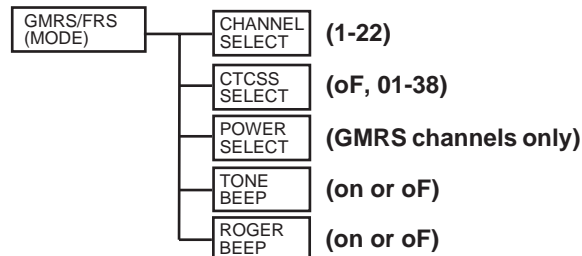 GMRS/FRS
(MODE)
CHANNEL
SELECT
(1-22)
CTCSS
SELECT
(oF, 01-38)
POWER
SELECT
(GMRS channels only)
TONE
BEEP
(on or oF)
ROGER
BEEP
(on or oF)